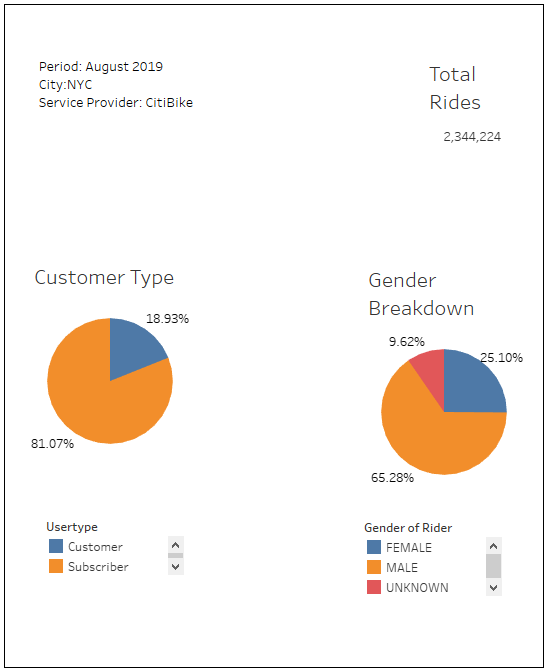 Period: August 2019
City:NYC
Service Provider: CitiBike
Total
Rides
2,344,224
Customer Type
18.93%
81.07%
Usertype
Customer
Subscriber
Gender
Breakdown
9.62%
25.10%
65.28%
Gender of Rider
FEMALE
MALE
UNKNOWN